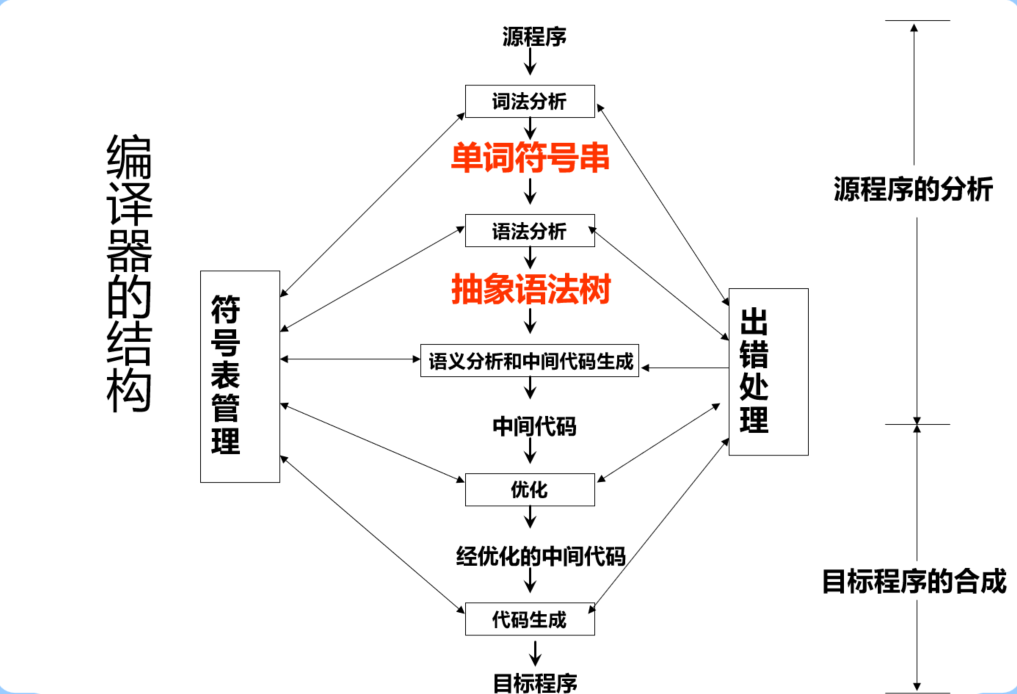 编译器的结构
源程序
词法分析
单词符号串
语法分析
抽象语法树
语义分析和中间代码生成
中间代码
优化
经优化的中间代码
代码生成
目标程序
符号表管理
出错处理
源程序的分析
目标程序的合成